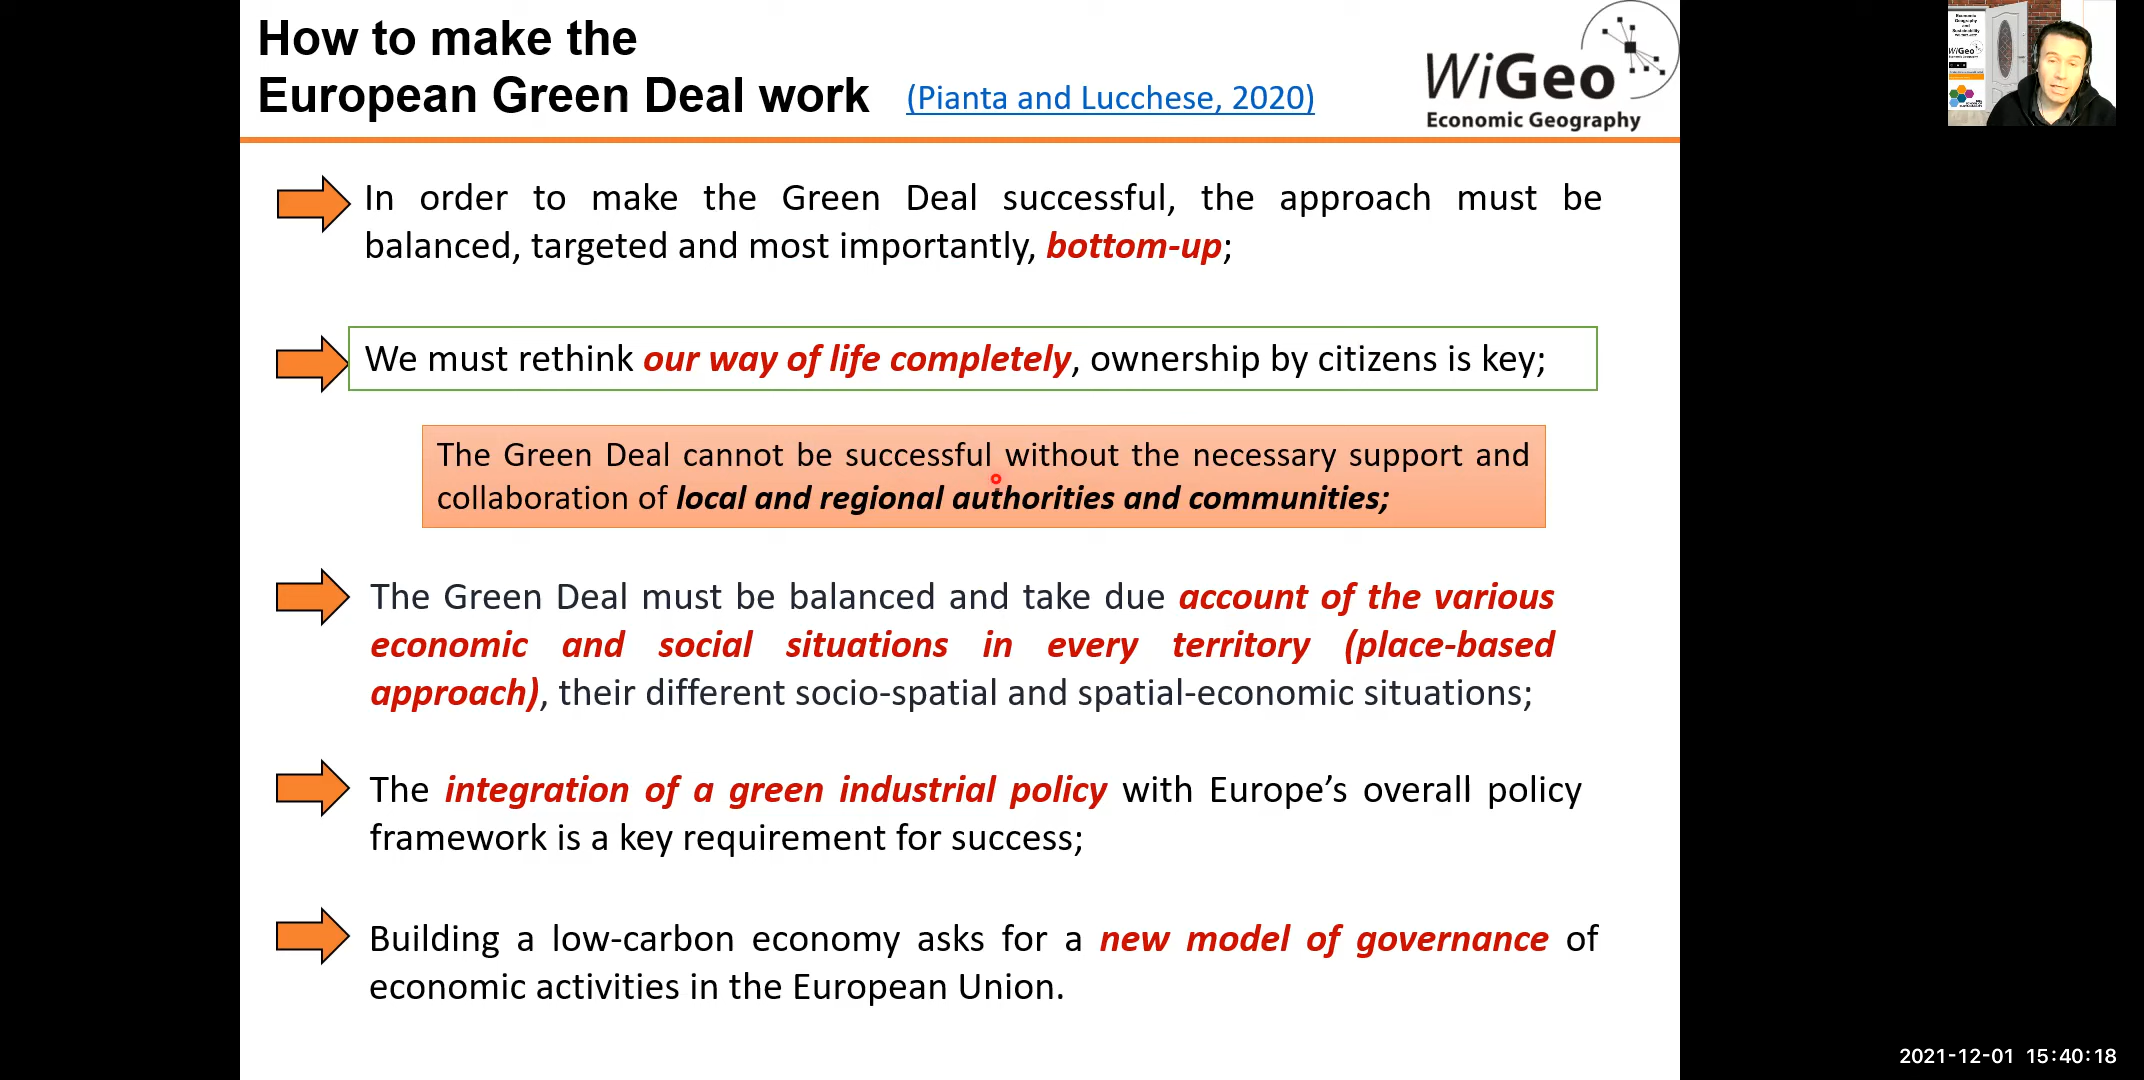 How to make the
European Green Deal work (Pianta and Lucchese, 2020)
WiGeo
Economic Geography
In order to make the Green Deal successful, the approach must be
balanced, targeted and most importantly, bottom-up;
We must rethink our way of life completely, ownership by citizens is key;
The Green Deal cannot be successful without the necessary support and
collaboration of local and regional authorities and communities;
The Green Deal must be balanced and take due account of the various
economic and social situations in every territory (place-based
approach), their different socio-spatial and spatial-economic situations;
The integration of a green industrial policy with Europe’s overall policy
framework is a key requirement for success;
Building a low-carbon economy asks for a new model of governance of
economic activities in the European Union.
Economic
Geography
and
Sustainability
WiGeo
2021-12-01 15:40:18